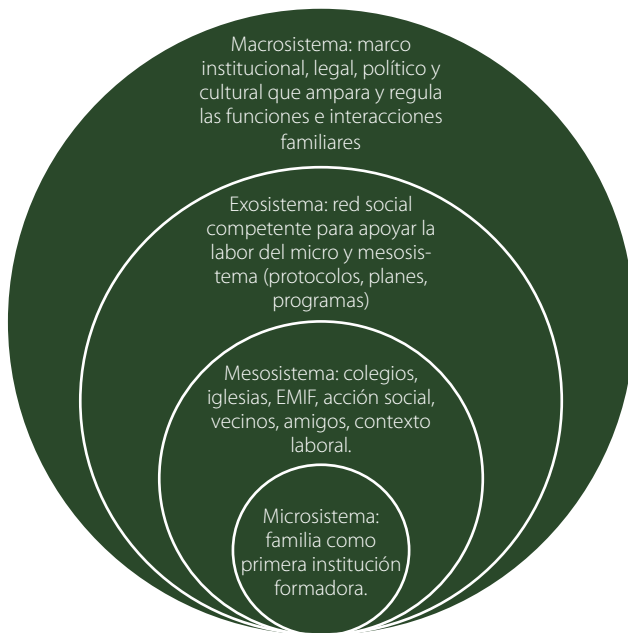 Macrosistema: marco
institucional, legal, político y
cultural que ampara y regula
las funciones e interacciones
familiares
Exosistema: red social
competente para apoyar la
labor del micro y mesosis-
tema (protocolos, planes,
programas)
Mesosistema: colegios,
iglesias, EMIF, acción social,
vecinos, amigos, contexto
laboral.
Microsistema:
familia como
primera institución
formadora.